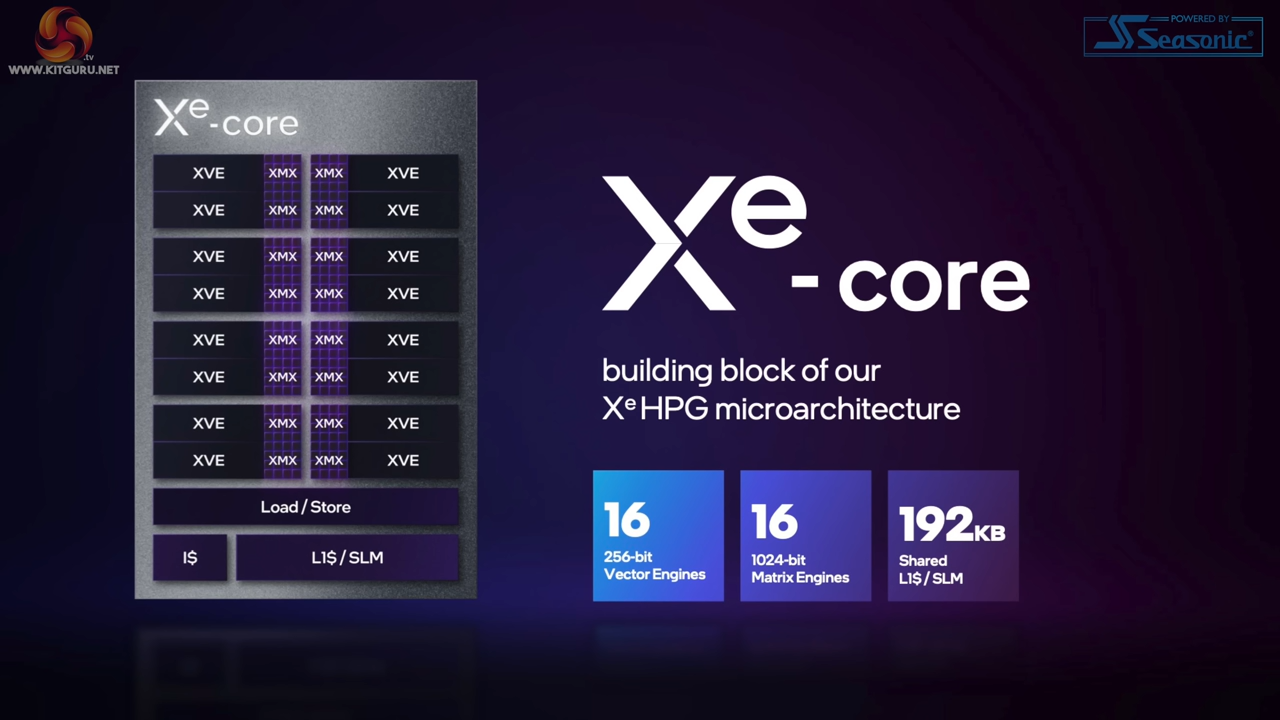 .tv
WWW.KITGURU.NET
POWERED BY
Seasonic®
Xe-core
XVE XMX XMX XVE
XVE XMX XMX XVE
XVE XMX XMX XVE
XVE XMX XMX XVE
XVE XMX XMX XVE
XVE XMX XMX XVE
XVE XMX XMX XVE
XVE XMX XMX XVE
Load / Store
I$ L1$ / SLM
Xe-core
building block of our
Xe HPG microarchitecture
16
256-bit
Vector Engines
16
1024-bit
Matrix Engines
192KB
Shared
L1$ / SLM